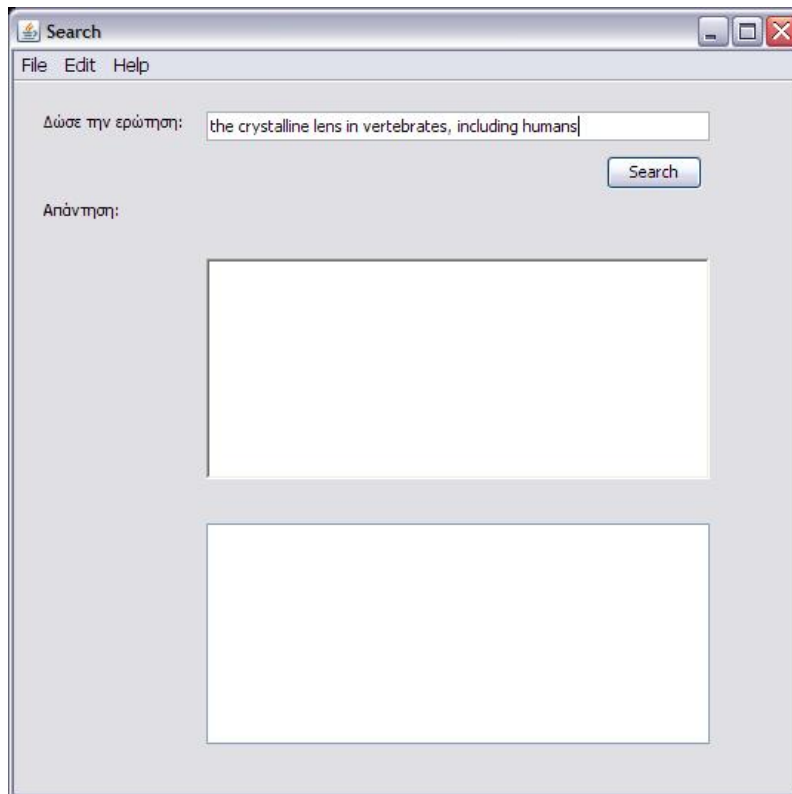 Search
File Edit Help
Δώσε την ερώτηση: the crystalline lens in vertebrates, including humans
Search
Απάντηση: